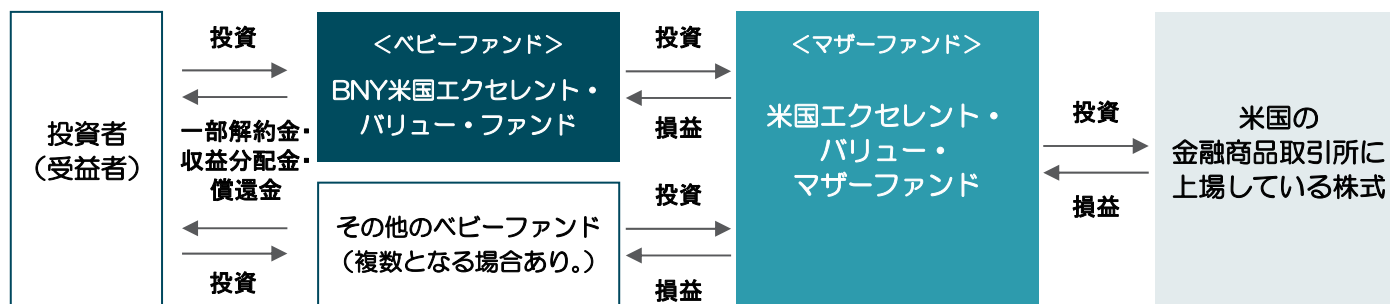 投資者
（受益者）
投資
一部解約金・
収益分配金・
償還金
投資
＜ベビーファンド＞
BNY米国エクセレント・
バリュー・ファンド
その他のベビーファンド
（複数となる場合あり。）
投資
損益
投資
損益
＜マザーファンド＞
米国エクセレント・
バリュー・
マザーファンド
投資
損益
米国の
金融商品取引所に
上場している株式